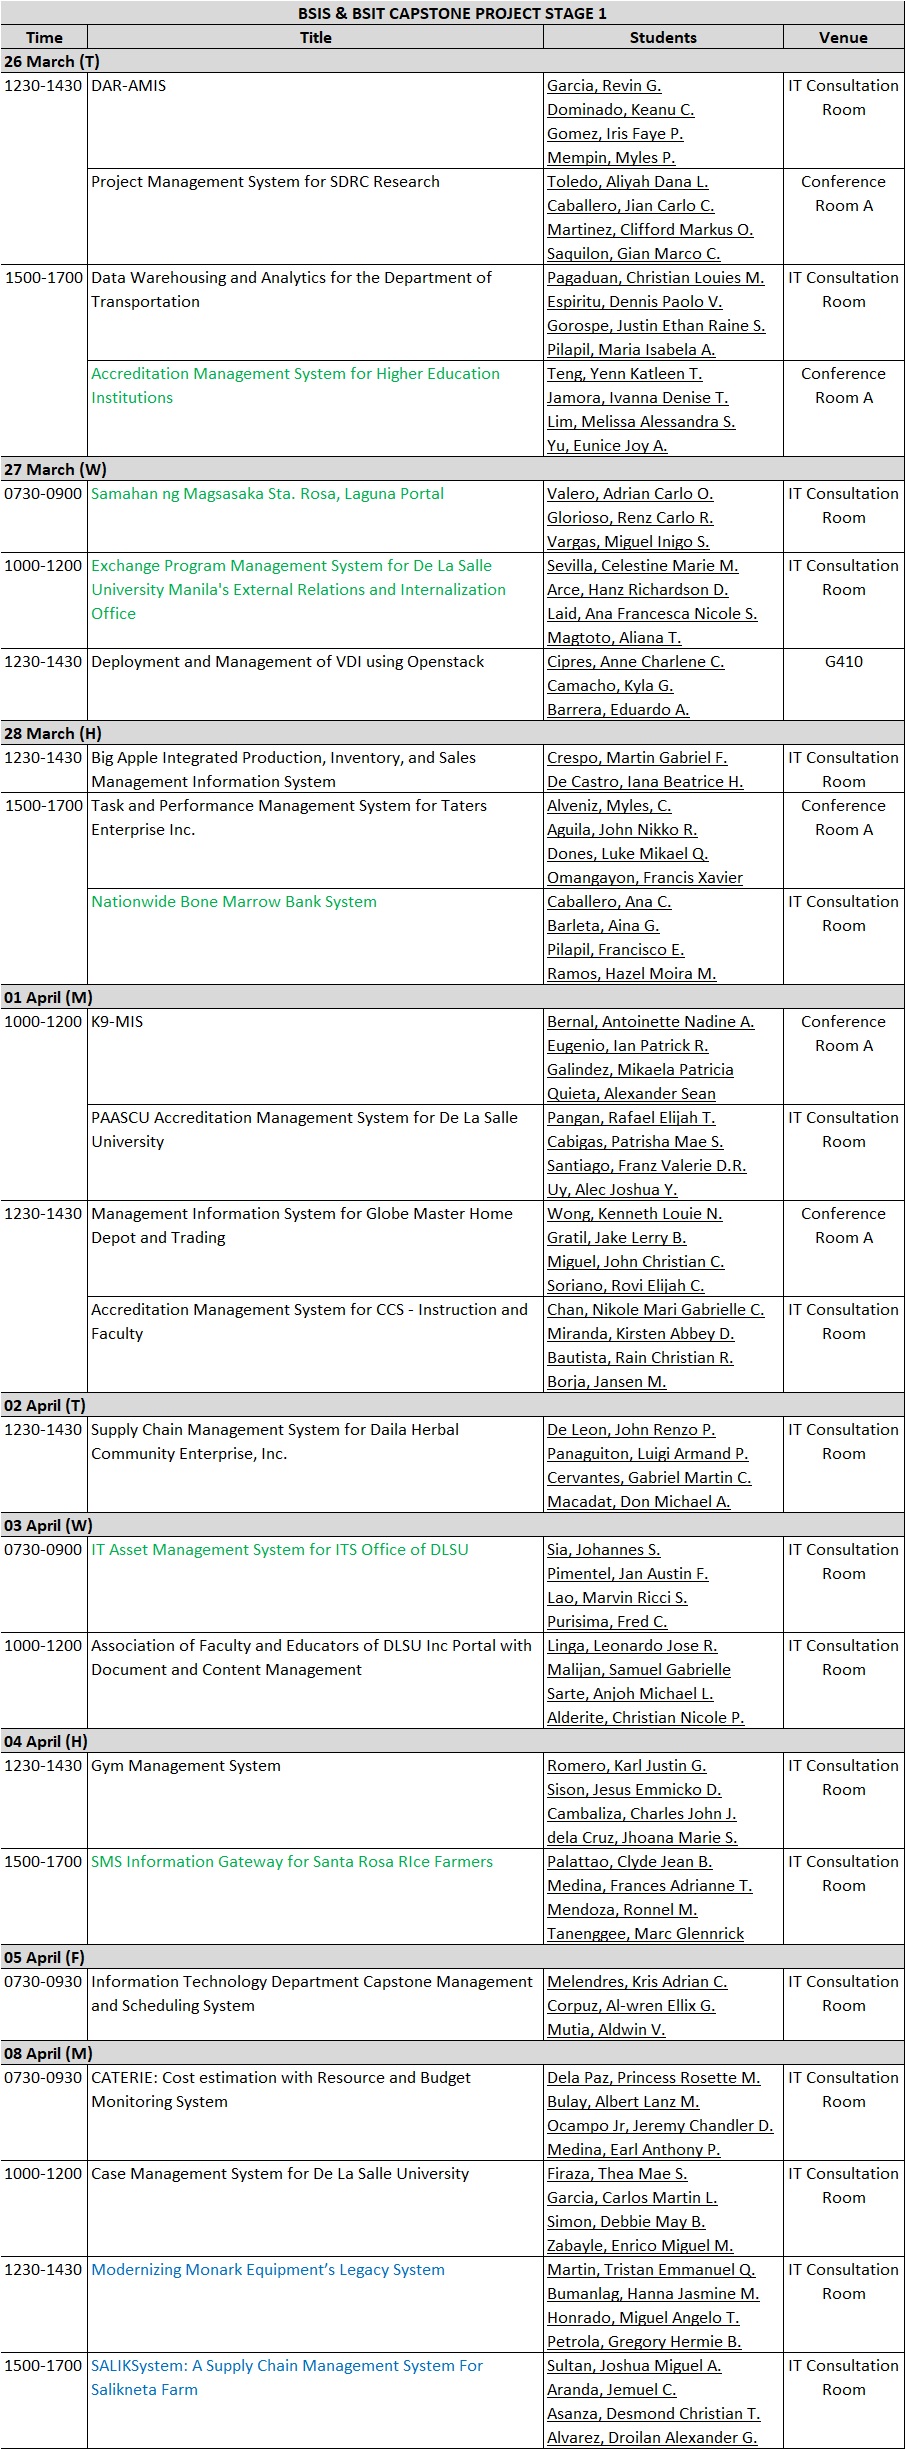 BSIS & BSIT CAPSTONE PROJECT STAGE 1
Time Title Students Venue
26 March (T)
1230-1430 DAR-AMIS Garcia, Revin G. IT Consultation
Dominado, Keanu C. Room
Gomez, Iris Faye P.
Mempin, Myles P.
Project Management System for SDRC Research Toledo, Aliyah Dana L. Conference
Caballero, Jian Carlo C. Room A
Martinez, Clifford Markus O.
Saquilon, Gian Marco C.
1500-1700 Data Warehousing and Analytics for the Department of Pagaduan, Christian Louies M. IT Consultation
Transportation Espiritu, Dennis Paolo V. Room
Gorospe, Justin Ethan Raine S.
Pilapil, Maria Isabela A.
Accreditation Management System for Higher Education Teng, Yenn Katleen T. Conference
Institutions Jamora, Ivanna Denise T. Room A
Lim, Melissa Alessandra S.
Yu, Eunice Joy A.
27 March (W)
0730-0900 Samahan ng Magsasaka Sta. Rosa, Laguna Portal Valero, Adrian Carlo O. IT Consultation
Glorioso, Renz Carlo R. Room
Vargas, Miguel Inigo S.
1000-1200 Exchange Program Management System for De La Salle Sevilla, Celestine Marie M. IT Consultation
University Manila's External Relations and Internalization Arce, Hanz Richardson D. Room
Office Laid, Ana Francesca Nicole S.
Magtoto, Aliana T.
1230-1430 Deployment and Management of VDI using Openstack Cipres, Anne Charlene C. G410
Camacho, Kyla G.
Barrera, Eduardo A.
28 March (H)
1230-1430 Big Apple Integrated Production, Inventory, and Sales Crespo, Martin Gabriel F. IT Consultation
Management Information System De Castro, Iana Beatrice H. Room
1500-1700 Task and Performance Management System for Taters Alveniz, Myles, C. Conference
Enterprise Inc. Aguila, John Nikko R. Room A
Dones, Luke Mikael Q.
Omangayon, Francis Xavier
Nationwide Bone Marrow Bank System Caballero, Ana C. IT Consultation
Barleta, Aina G. Room
Pilapil, Francisco E.
Ramos, Hazel Moira M.
01 April (M)
1000-1200 K9-MIS Bernal, Antoinette Nadine A. Conference
Eugenio, Ian Patrick R. Room A
Galindez, Mikaela Patricia
Quieta, Alexander Sean
PAASCU Accreditation Management System for De La Salle Pangan, Rafael Elijah T. IT Consultation
University Cabigas, Patrisha Mae S. Room
Santiago, Franz Valerie D.R.
Uy, Alec Joshua Y.
1230-1430 Management Information System for Globe Master Home Wong, Kenneth Louie N. Conference
Depot and Trading Gratil, Jake Lerry B. Room A
Miguel, John Christian C.
Soriano, Rovi Elijah C.
Accreditation Management System for CCS - Instruction and Chan, Nikole Mari Gabrielle C. IT Consultation
Faculty Miranda, Kirsten Abbey D. Room
Bautista, Rain Christian R.
Borja, Jansen M.
02 April (T)
1230-1430 Supply Chain Management System for Daila Herbal De Leon, John Renzo P. IT Consultation
Community Enterprise, Inc. Panaguiton, Luigi Armand P. Room
Cervantes, Gabriel Martin C.
Macadat, Don Michael A.
03 April (W)
0730-0900 IT Asset Management System for ITS Office of DLSU Sia, Johannes S. IT Consultation
Pimentel, Jan Austin F. Room
Lao, Marvin Ricci S.
Purisima, Fred C.
1000-1200 Association of Faculty and Educators of DLSU Inc Portal with Linga, Leonardo Jose R. IT Consultation
Document and Content Management Malijan, Samuel Gabrielle Room
Sarte, Anjoh Michael L.
Alderite, Christian Nicole P.
04 April (H)
1230-1430 Gym Management System Romero, Karl Justin G. IT Consultation
Sison, Jesus Emmicko D. Room
Cambaliza, Charles John J.
dela Cruz, Jhoana Marie S.
1500-1700 SMS Information Gateway for Santa Rosa RIce Farmers Palattao, Clyde Jean B. IT Consultation
Medina, Frances Adrianne T. Room
Mendoza, Ronnel M.
Tanenggee, Marc Glennrick
05 April (F)
0730-0930 Information Technology Department Capstone Management Melendres, Kris Adrian C. IT Consultation
and Scheduling System Corpuz, Al-wren Ellix G. Room
Mutia, Aldwin V.
08 April (M)
0730-0930 CATERIE: Cost estimation with Resource and Budget Dela Paz, Princess Rosette M. IT Consultation
Monitoring System Bulay, Albert Lanz M. Room
Ocampo Jr, Jeremy Chandler D.
Medina, Earl Anthony P.
1000-1200 Case Management System for De La Salle University Firaza, Thea Mae S. IT Consultation
Garcia, Carlos Martin L. Room
Simon, Debbie May B.
Zabayle, Enrico Miguel M.
1230-1430 Modernizing Monark Equipment’s Legacy System Martin, Tristan Emmanuel Q. IT Consultation
Bumanlag, Hanna Jasmine M. Room
Honrado, Miguel Angelo T.
Petrola, Gregory Hermie B.
1500-1700 SALIKSystem: A Supply Chain Management System For Sultan, Joshua Miguel A. IT Consultation
Salikneta Farm Aranda, Jemuel C. Room
Asanza, Desmond Christian T.
Alvarez, Droilan Alexander G.